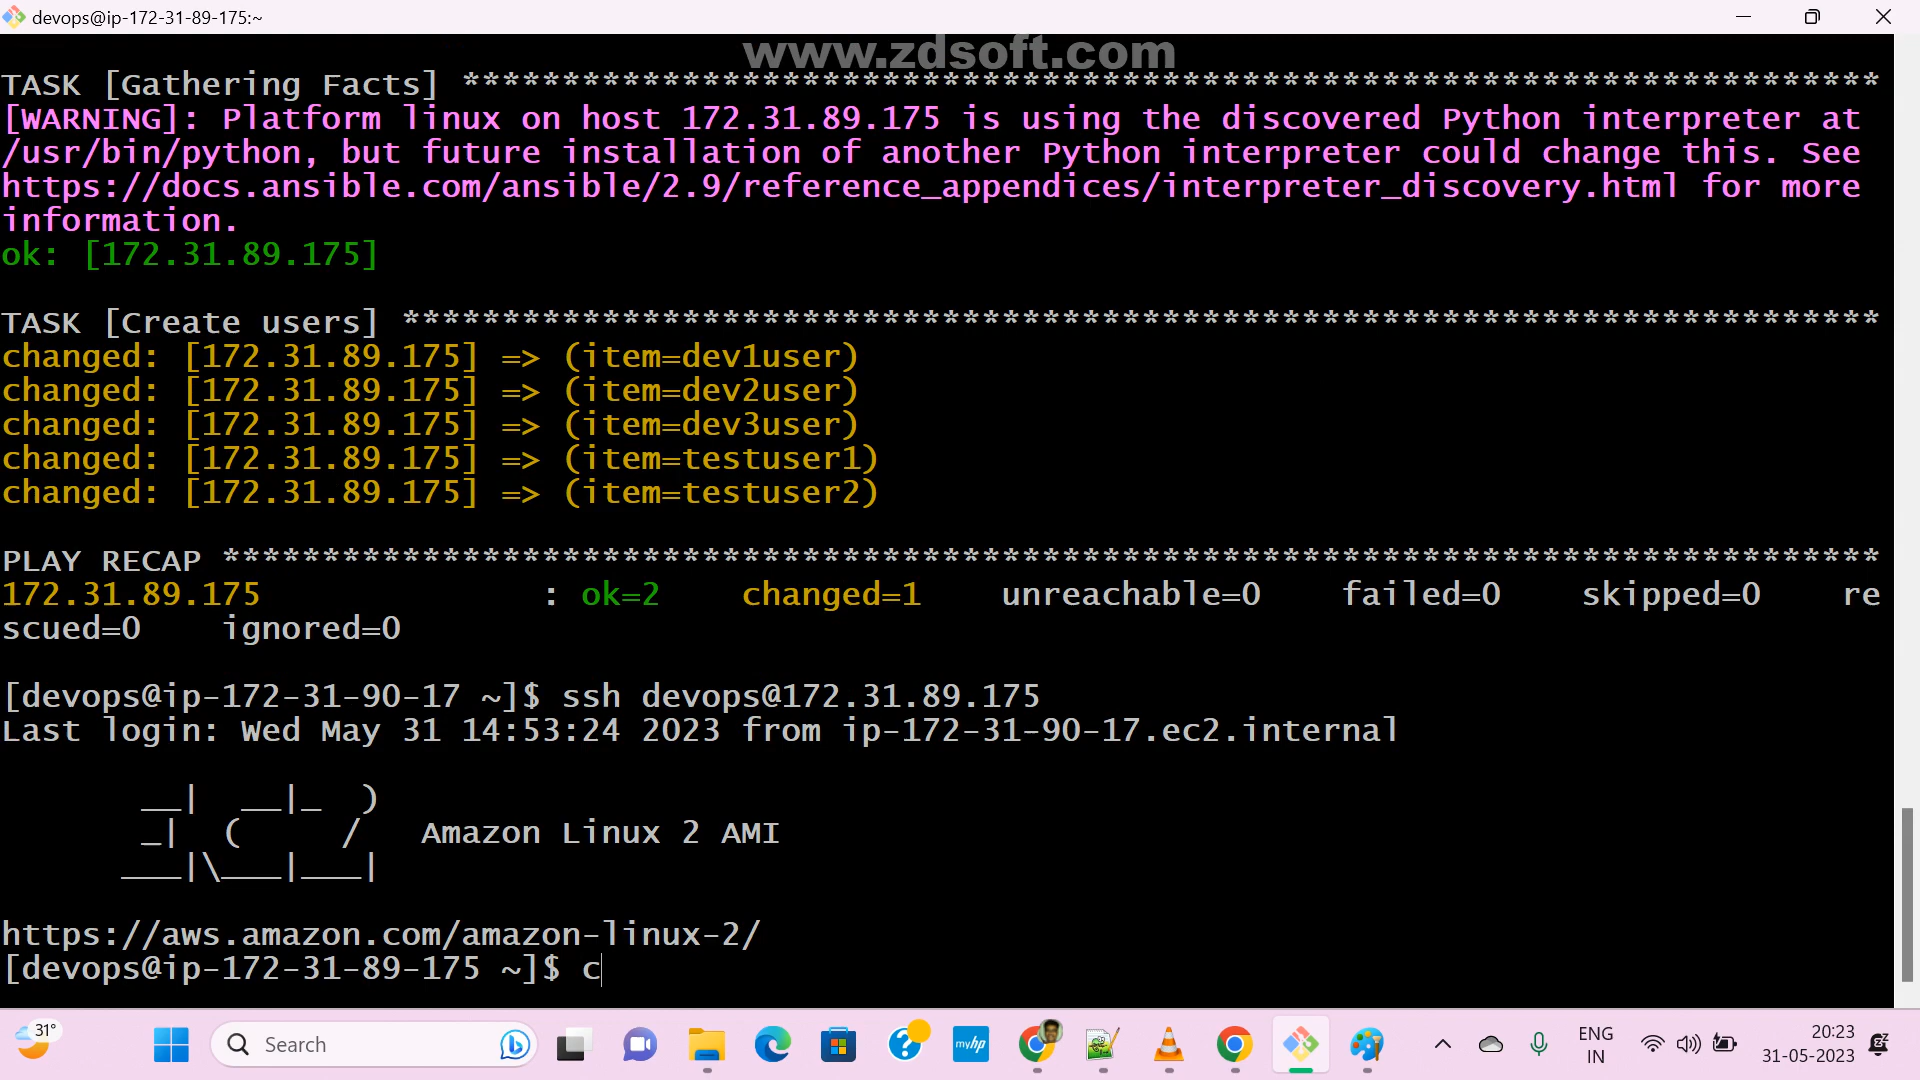 devops@ip-172-31-89-175:~
www.zdsoft.com
TASK [Gathering Facts] ***********************************************************************
[WARNING]: Platform linux on host 172.31.89.175 is using the discovered Python interpreter at
/usr/bin/python, but future installation of another Python interpreter could change this. See
https://docs.ansible.com/ansible/2.9/reference_appendices/interpreter_discovery.html for more
information.
ok: [172.31.89.175]
TASK [Create users] **************************************************************************
changed: [172.31.89.175] => (item=dev1user)
changed: [172.31.89.175] => (item=dev2user)
changed: [172.31.89.175] => (item=dev3user)
changed: [172.31.89.175] => (item=testuser1)
changed: [172.31.89.175] => (item=testuser2)
PLAY RECAP ***********************************************************************************
172.31.89.175              : ok=2    changed=1    unreachable=0    failed=0    skipped=0    re
scued=0    ignored=0
[devops@ip-172-31-90-17 ~]$ ssh devops@172.31.89.175
Last login: Wed May 31 14:53:24 2023 from ip-172-31-90-17.ec2.internal
       __|  __|_  )
       _|  (     /   Amazon Linux 2 AMI
      ___|\___|___|
https://aws.amazon.com/amazon-linux-2/
[devops@ip-172-31-89-175 ~]$ c
31°
Search
myhp
ENG
IN
20:23
31-05-2023